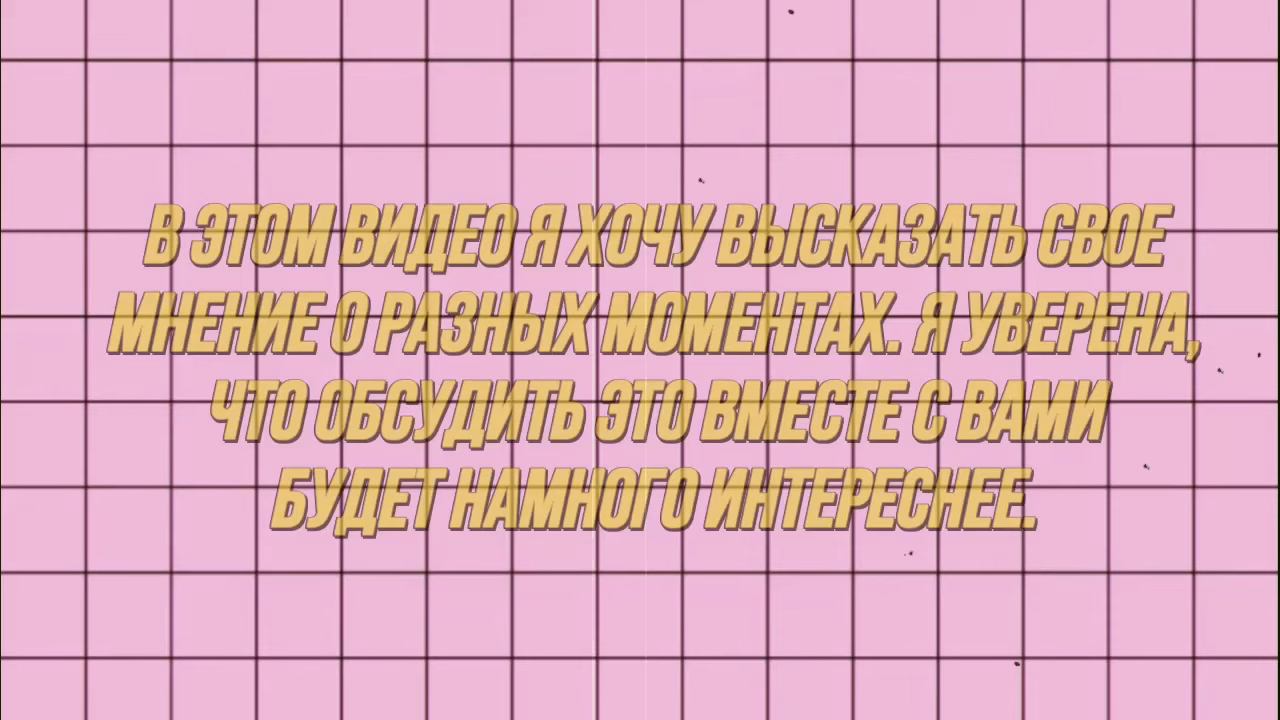 В ЭТОМ ВИДЕО Я ХОЧУ ВЫСКАЗАТЬ СВОЕ
МНЕНИЕ О РАЗНЫХ МОМЕНТАХ. Я УВЕРЕНА,
ЧТО ОБСУДИТЬ ЭТО ВМЕСТЕ С ВАМИ
БУДЕТ НАМНОГО ИНТЕРЕСНЕЕ.